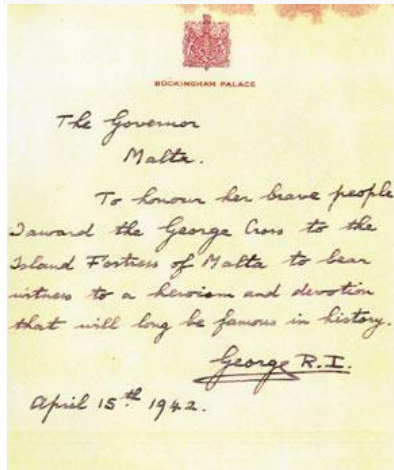 BUCKINGHAM PALACE
The Governor
Malta.
To honour her brave people
I award the George Cross to the
Island Fortress of Malta to bear
witness to a heroism and devotion
that will long be famous in history.
George R.I.
April 15th 1942.